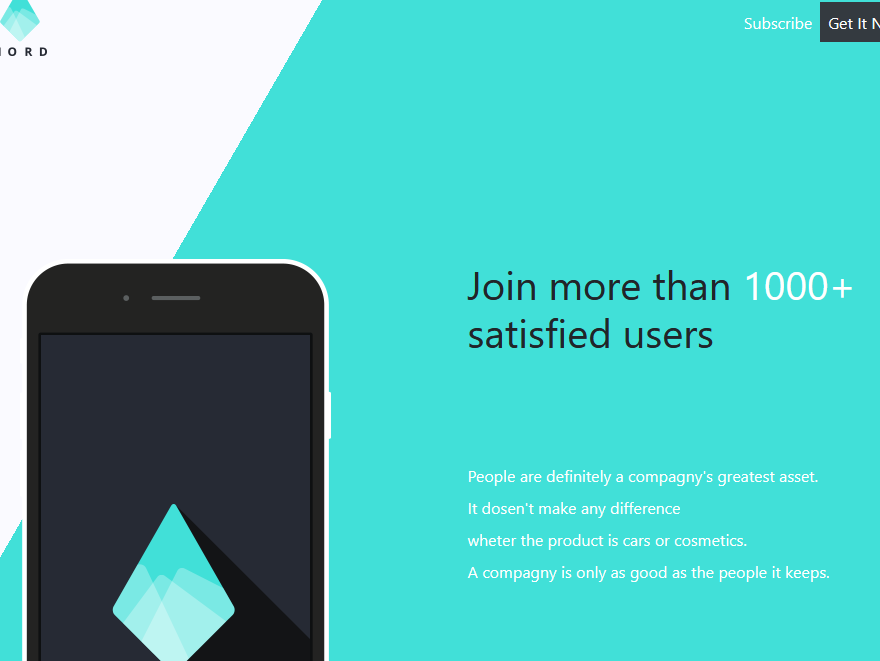 Subscribe Get It N
ORD
Join more than 1000+
satisfied users
People are definitely a compagny's greatest asset.
It dosen't make any difference
wheter the product is cars or cosmetics.
A compagny is only as good as the people it keeps.